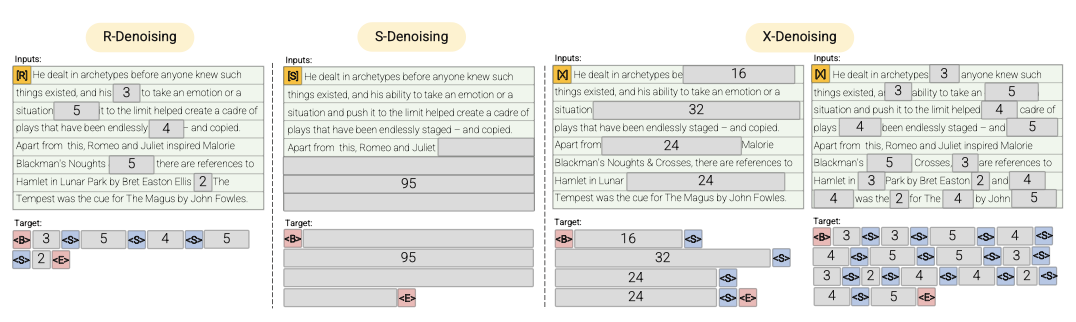 R-Denoising
Inputs:
[R] He dealt in archetypes before anyone knew such
things existed, and his 3 to take an emotion or a
situation 5 it to the limit helped create a cadre of
plays that have been endlessly 4 – and copied.
Apart from this, Romeo and Juliet inspired Malorie
Blackman's Noughts 5 there are references to
Hamlet in Lunar Park by Bret Easton Ellis 2 The
Tempest was the cue for The Magus by John Fowles.
Target:
<B> 3 <S> 5 <S> 4 <S> 5
<S> 2 <E>
S-Denoising
Inputs:
[S] He dealt in archetypes before anyone knew such
things existed, and his ability to take an emotion or a
situation and push it to the limit helped create a cadre of
plays that have been endlessly staged – and copied.
Apart from this, Romeo and Juliet
95
Target:
<B>
95
<E>
X-Denoising
Inputs:
[X] He dealt in archetypes be 16
things existed, and his ability to take an emotion or a
situation 32
plays that have been endlessly staged – and copied.
Apart from 24 Malorie
Blackman's Noughts & Crosses, there are references to
Hamlet in Lunar 24
Tempest was the cue for The Magus by John Fowles.
Target:
<B> 16 <S>
32 <S>
24 <S>
24 <S> <E>
Inputs:
[X] He dealt in archetypes 3 anyone knew such
things existed, a 3 ability to take an 5
situation and push it to the limit helped 4 cadre of
plays 4 been endlessly staged – and 5
Apart from this, Romeo and Juliet inspired Malorie
Blackman's 5 Crosses, 3 are references to
Hamlet in 3 Park by Bret Easton 2 and 4
4 was the 2 for The 4 by John 5
Target:
<B> 3 <S> 3 <S> 5 <S> 4 <S>
4 <S> 5 <S> 5 <S> 3 <S>
3 <S> 2 <S> 4 <S> 4 <S> 2 <S>
4 <S> 5 <E>